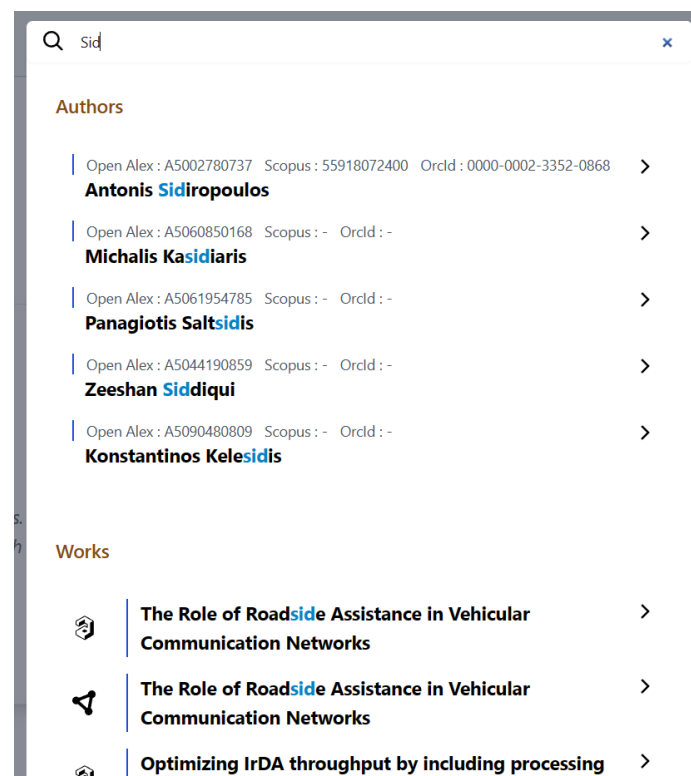 Sid
Authors
Open Alex : A5002780737 Scopus : 55918072400 OrcId : 0000-0002-3352-0868
Antonis Sidiropoulos
Open Alex : A5060850168 Scopus : - OrcId : -
Michalis Kasidiaris
Open Alex : A5061954785 Scopus : - OrcId : -
Panagiotis Saltsidis
Open Alex : A5044190859 Scopus : - OrcId : -
Zeeshan Siddiqui
Open Alex : A5090480809 Scopus : - OrcId : -
Konstantinos Kelesidis
s.
h
Works
The Role of Roadside Assistance in Vehicular
Communication Networks
The Role of Roadside Assistance in Vehicular
Communication Networks
Optimizing IrDA throughput by including processing